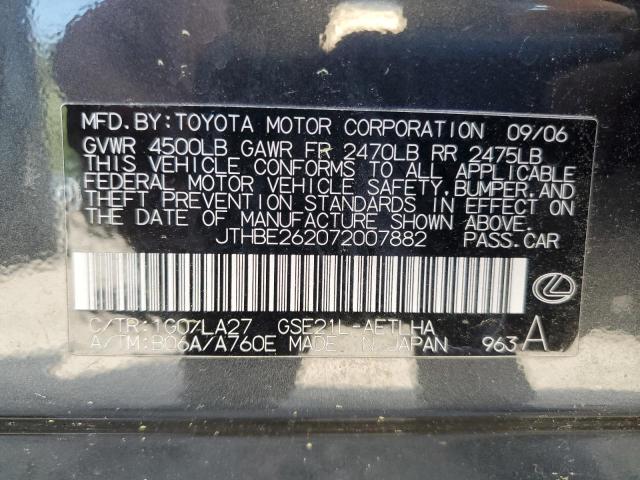 MFD. BY: TOYOTA MOTOR CORPORATION 09/06
GVWR 4500LB GAWR FR 2470LB RR 2475LB
THIS VEHICLE CONFORMS TO ALL APPLICABLE
FEDERAL MOTOR VEHICLE SAFETY, BUMPER, AND
THEFT PREVENTION STANDARDS IN EFFECT ON
THE DATE OF MANUFACTURE SHOWN ABOVE.
JTHBE262072007882 PASS. CAR
C/TR: 1G0/LA27 GSE21L-AETLHA
A/TM: B06A/A760E MADE IN JAPAN 963 A